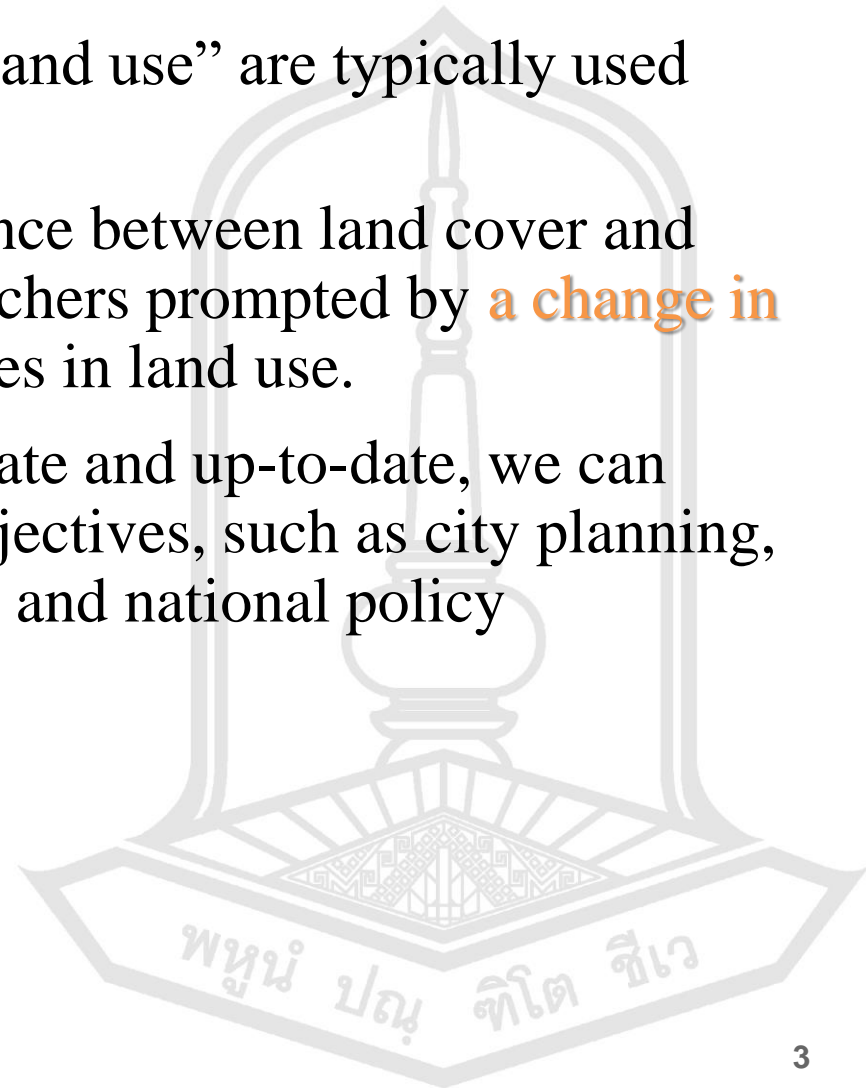 and use” are typically used
nce between land cover and
chers prompted by a change in
es in land use.
ate and up-to-date, we can
jectives, such as city planning,
and national policy
พหูนํ ปณฺ ฑิโต ชีเว
3